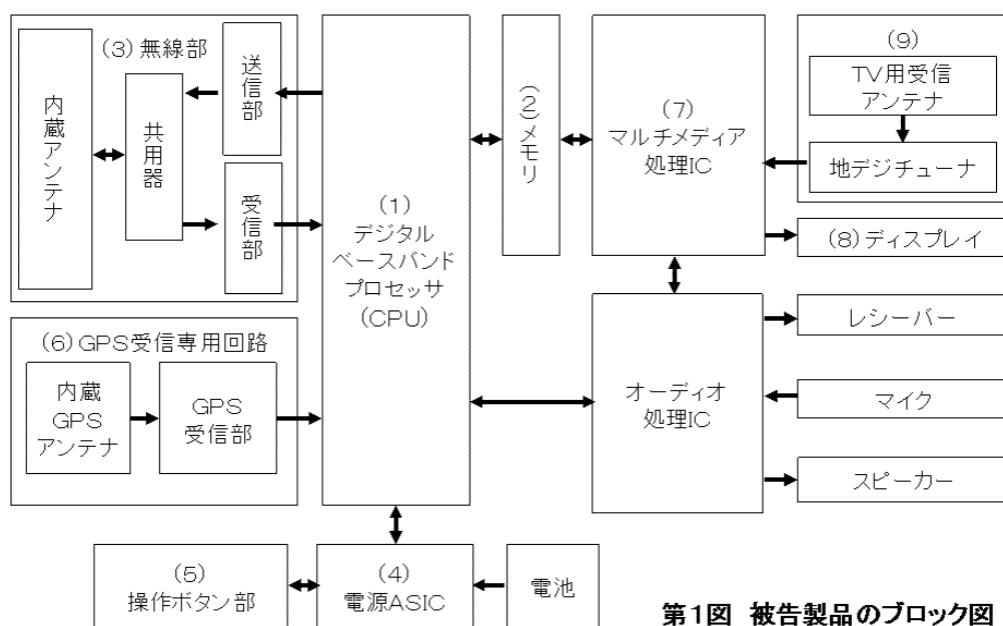 (3)無線部
内蔵アンテナ
共用器
送信部
受信部
(6)GPS受信専用回路
内蔵
GPS
アンテナ
GPS
受信部
(1)
デジタル
ベースバンド
プロセッサ
(CPU)
(2)メモリ
(7)
マルチメディア
処理IC
(9)
TV用受信
アンテナ
地デジチューナ
(8)ディスプレイ
オーディオ
処理IC
レシーバー
マイク
スピーカー
(5)
操作ボタン部
(4)
電源ASIC
電池
第1図 被告製品のブロック図